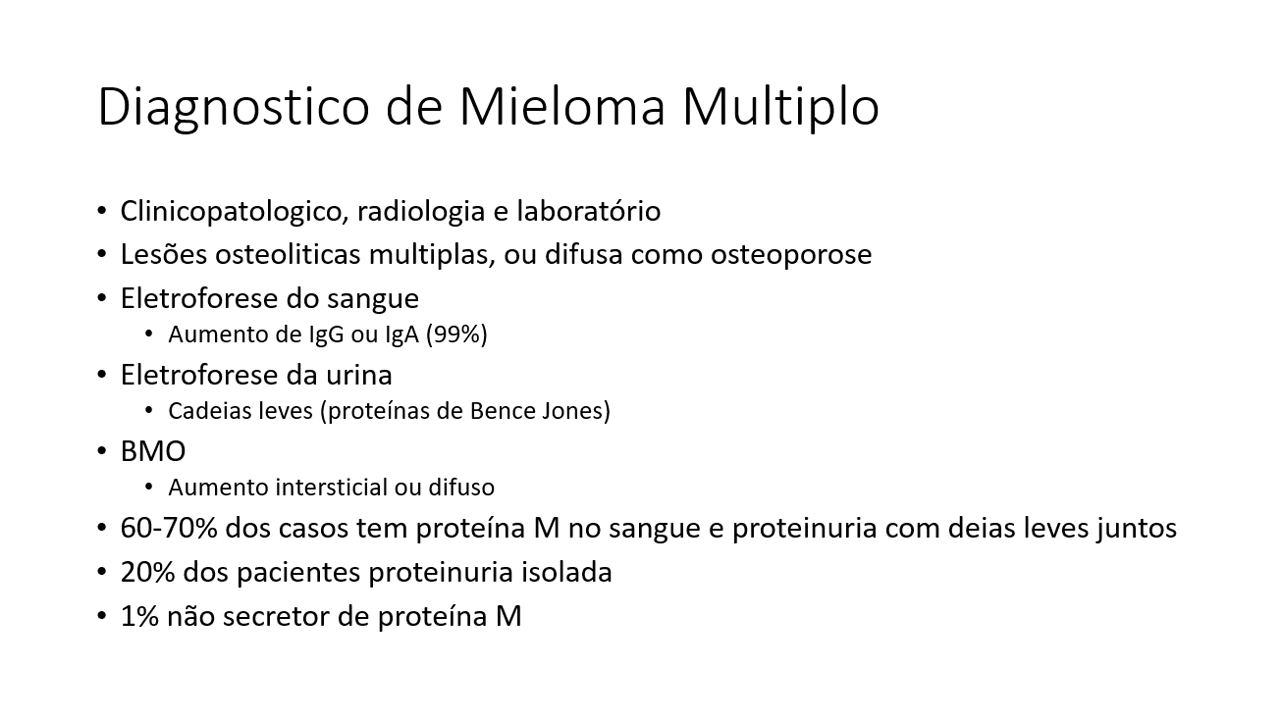 Diagnostico de Mieloma Multiplo
• Clinicopatologico, radiologia e laboratório
• Lesões osteoliticas multiplas, ou difusa como osteoporose
• Eletroforese do sangue
• Aumento de IgG ou IgA (99%)
• Eletroforese da urina
• Cadeias leves (proteínas de Bence Jones)
• BMO
• Aumento intersticial ou difuso
• 60-70% dos casos tem proteína M no sangue e proteinuria com deias leves juntos
• 20% dos pacientes proteinuria isolada
• 1% não secretor de proteína M